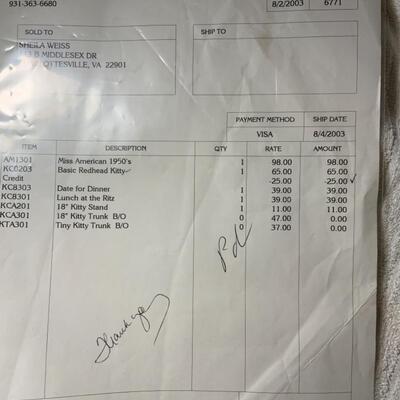 931-363-6680
8/2/2003 6771
SOLD TO
SHIP TO
SHEILA WEISS
B MIDDLESEX DR
OTTESVILLE, VA 22901
PAYMENT METHOD SHIP DATE
VISA 8/4/2003
ITEM DESCRIPTION QTY RATE AMOUNT
AM1301 Miss American 1950's 1 98.00 98.00
KC0203 Basic Redhead Kitty 1 65.00 65.00
Credit -25.00 -25.00
KC8303 Date for Dinner 1 39.00 39.00
KC8301 Lunch at the Ritz 1 39.00 39.00
KCA201 18" Kitty Stand 1 11.00 11.00
KCA301 18" Kitty Trunk B/O 0 47.00 0.00
KTA301 Tiny Kitty Trunk B/O 0 37.00 0.00
Pd